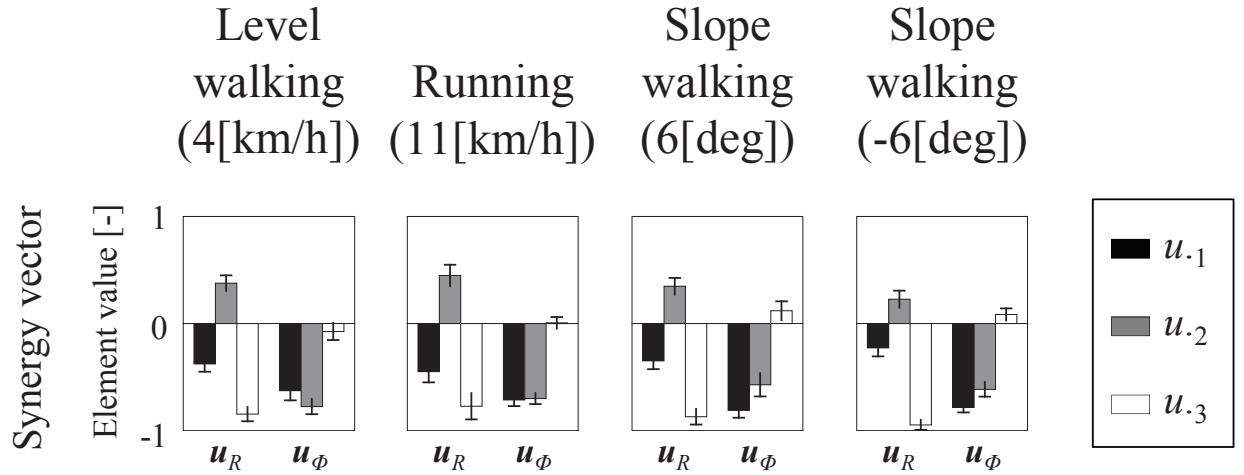 Level
walking
(4[km/h])
Running
(11[km/h])
Slope
walking
(6[deg])
Slope
walking
(-6[deg])
Synergy vector
Element value [-]
1
0
-1
u_R u_Φ
u_R u_Φ
u_R u_Φ
u_R u_Φ
u.1
u.2
u.3